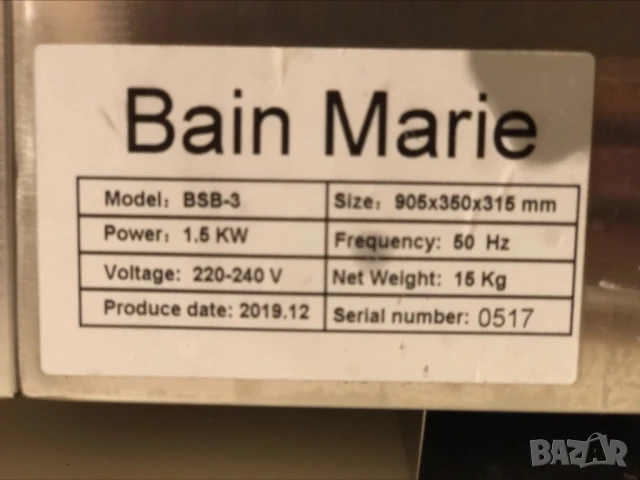 Bain Marie
Model: BSB-3 Size: 905x350x315 mm
Power: 1.5 KW Frequency: 50 Hz
Voltage: 220-240 V Net Weight: 15 Kg
Produce date: 2019.12 Serial number: 0517
BAZAR